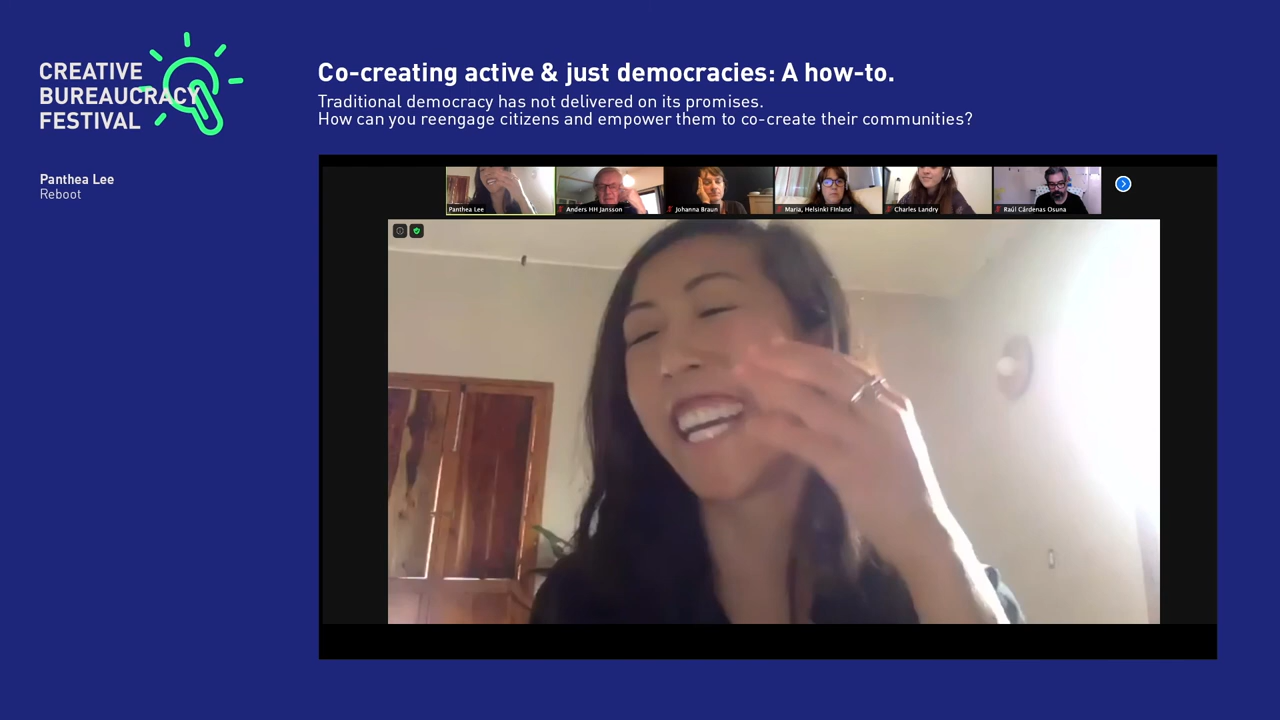 CREATIVE
BUREAUCRACY
FESTIVAL
Panthea Lee
Reboot
Co-creating active & just democracies: A how-to.
Traditional democracy has not delivered on its promises.
How can you reengage citizens and empower them to co-create their communities?
Panthea Lee
Anders HH Jansson
Johanna Braun
Maria, Helsinki FInland
Charles Landry
Raúl Cárdenas Osuna